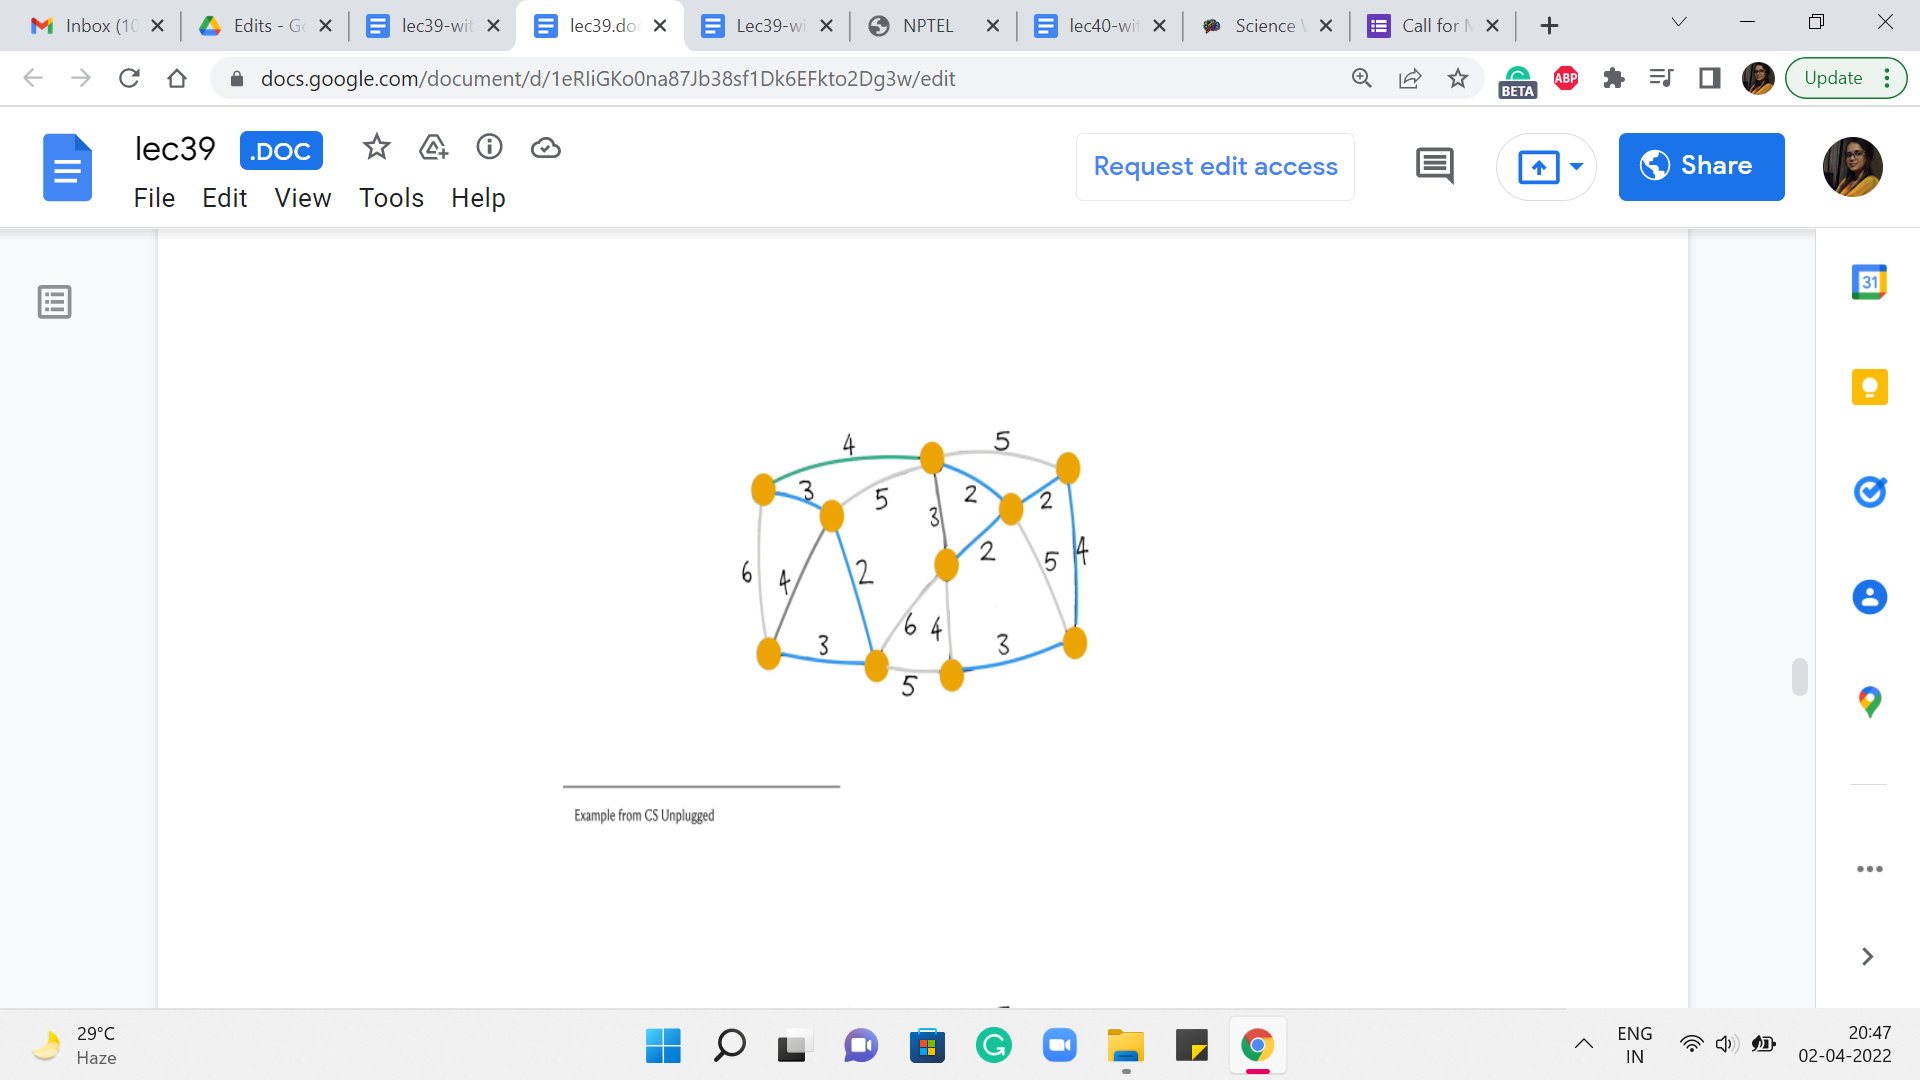 Inbox (10
Edits - Go
lec39-wit
lec39.do
Lec39-wi
NPTEL
lec40-wit
Science
Call for
docs.google.com/document/d/1eRIiGKo0na87Jb38sf1Dk6EFkto2Dg3w/edit
BETA
ABP
Update
lec39 .DOC
Request edit access
Share
File Edit View Tools Help
31
4 5
3 5 2 2
3
6 4 2 2 5 4
6 4
3 3
5
Example from CS Unplugged
29°C
Haze
ENG
IN
20:47
02-04-2022